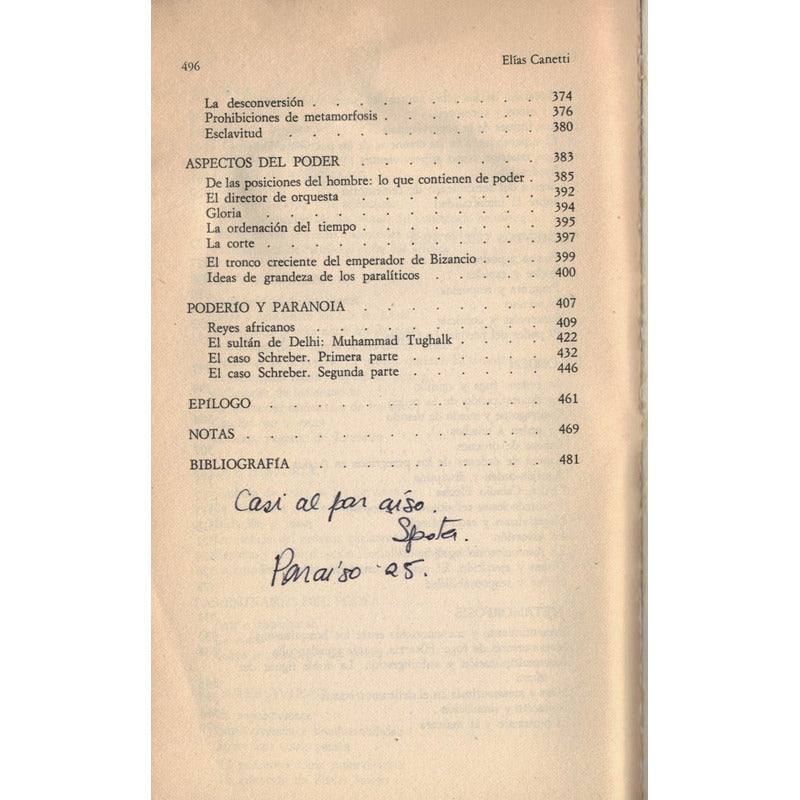 496 Elías Canetti
La desconversión . . . . . . . . . . 374
Prohibiciones de metamorfosis . . . . . . . 376
Esclavitud . . . . . . . . . . . 380
ASPECTOS DEL PODER . . . . . . . . . 383
De las posiciones del hombre: lo que contienen de poder . 385
El director de orquesta . . . . . . . . . 392
Gloria . . . . . . . . . . . . 394
La ordenación del tiempo . . . . . . . . 395
La corte . . . . . . . . . . . . 397
El tronco creciente del emperador de Bizancio . . . 399
Ideas de grandeza de los paralíticos . . . . . 400
PODERÍO Y PARANOIA . . . . . . . . . 407
Reyes africanos . . . . . . . . . . 409
El sultán de Delhi: Muhammad Tughalk . . . . 422
El caso Schreber. Primera parte . . . . . . 432
El caso Schreber. Segunda parte . . . . . . 446
EPÍLOGO . . . . . . . . . . . . 461
NOTAS . . . . . . . . . . . . . 469
BIBLIOGRAFÍA . . . . . . . . . . . 481
Casi al paraíso.
Spota.
Paraíso 25.